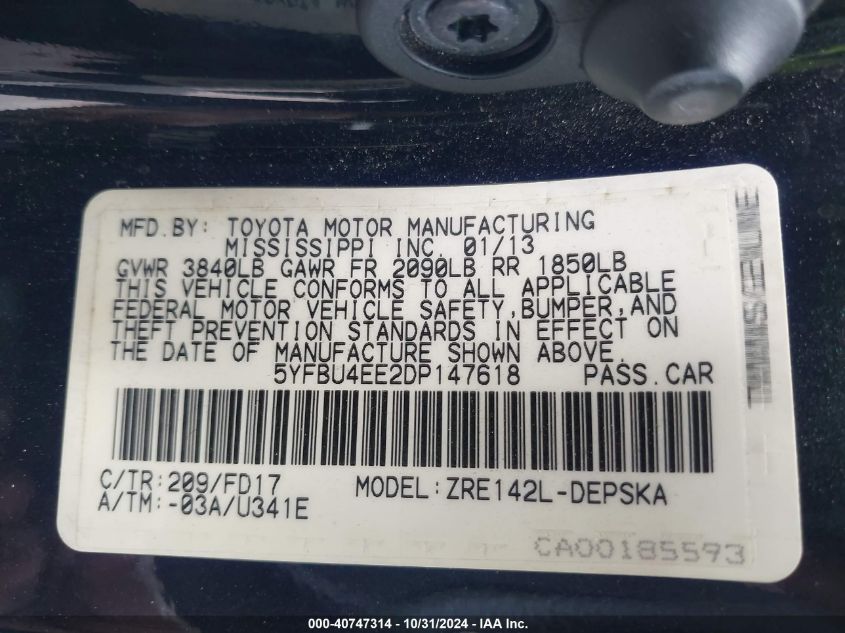 MFD.BY: TOYOTA MOTOR MANUFACTURING
MISSISSIPPI INC. 01/13
GVWR 3840LB GAWR FR 2090LB RR 1850LB
THIS VEHICLE CONFORMS TO ALL APPLICABLE
FEDERAL MOTOR VEHICLE SAFETY,BUMPER,AND
THEFT PREVENTION STANDARDS IN EFFECT ON
THE DATE OF MANUFACTURE SHOWN ABOVE.
5YFBU4EE2DP147618 PASS.CAR
C/TR:209/FD17 MODEL:ZRE142L-DEPSKA
A/TM:-03A/U341E
CA00185593
000-40747314 - 10/31/2024 - IAA Inc.